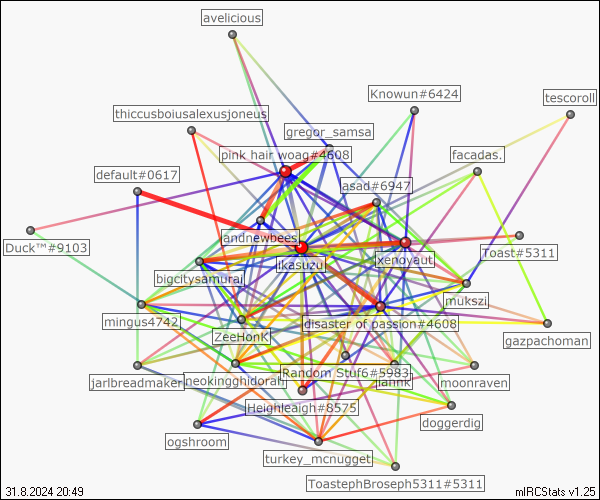 avelicious
Knowun#6424
tescoroll
thiccusboiusalexusjoneus
gregor_samsa
pink hair woag#4608
facadas.
default#0617
asad#6947
andnewbees
Duck™#9103
Toast#5311
ikasuzu
xenoyaut
bigcitysamurai
mukszi
mingus4742
disaster of passion#4608
ZeeHonK
gazpachoman
Random Stuf6#5983
jarlbreadmaker
neokingghidorah
moonraven
Heighleaigh#8575
doggerdig
ogshroom
turkey_mcnugget
ToastephBroseph5311#5311
31.8.2024 20:49
mIRCStats v1.25